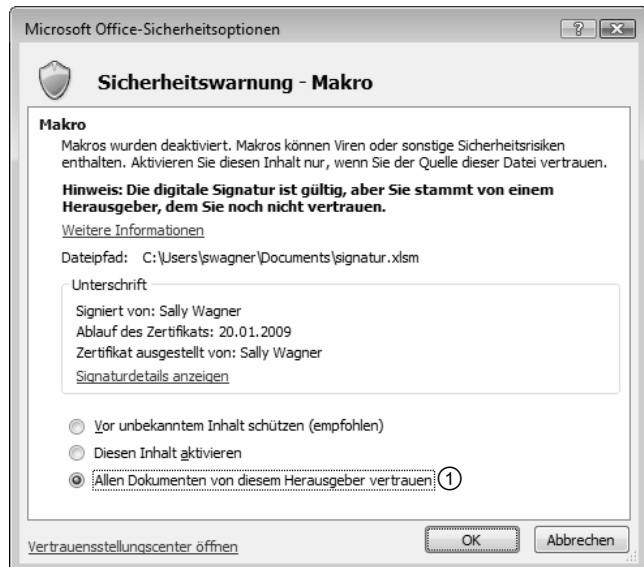 Microsoft Office-Sicherheitsoptionen
Sicherheitswarnung - Makro
Makro
Makros wurden deaktiviert. Makros können Viren oder sonstige Sicherheitsrisiken
enthalten. Aktivieren Sie diesen Inhalt nur, wenn Sie der Quelle dieser Datei vertrauen.
Hinweis: Die digitale Signatur ist gültig, aber Sie stammt von einem
Herausgeber, dem Sie noch nicht vertrauen.
Weitere Informationen
Dateipfad: C:\Users\swagner\Documents\signatur.xlsm
Unterschrift
Signiert von: Sally Wagner
Ablauf des Zertifikats: 20.01.2009
Zertifikat ausgestellt von: Sally Wagner
Signaturdetails anzeigen
Vor unbekanntem Inhalt schützen (empfohlen)
Diesen Inhalt aktivieren
Allen Dokumenten von diesem Herausgeber vertrauen ①
Vertrauensstellungscenter öffnen
OK
Abbrechen